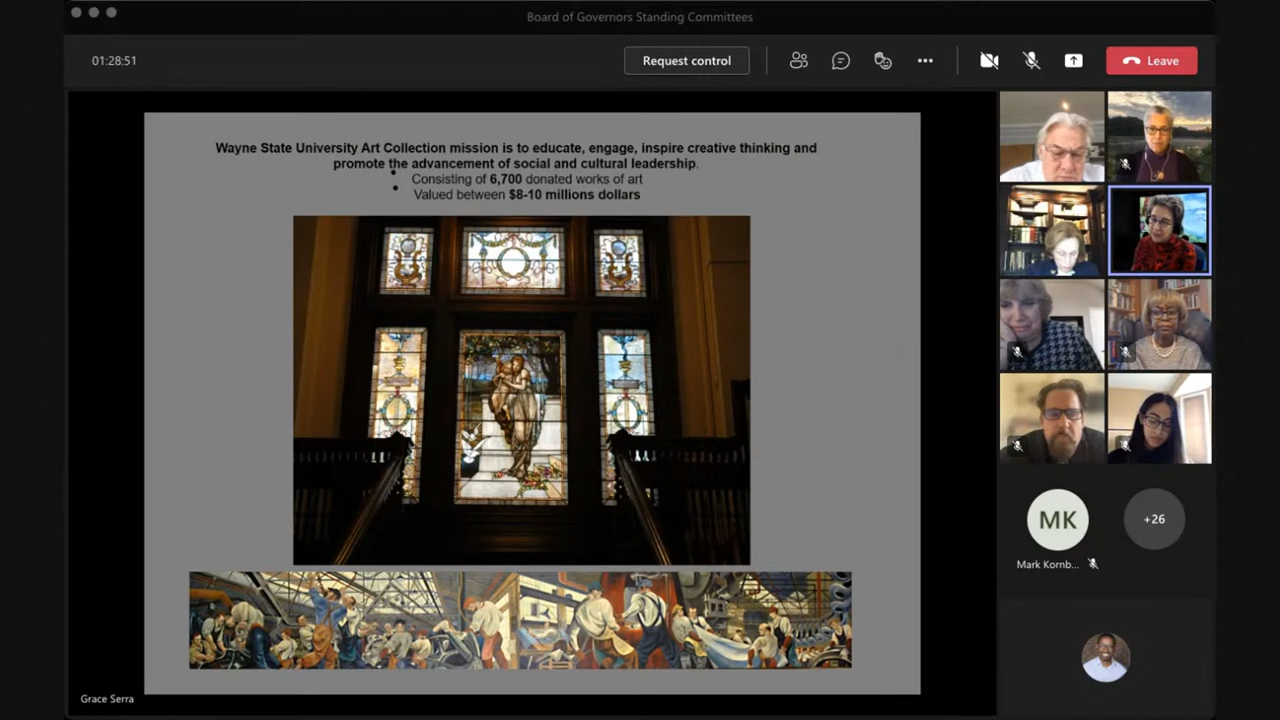 Board of Governors Standing Committees
01:28:51
Request control
Leave
Wayne State University Art Collection mission is to educate, engage, inspire creative thinking and
promote the advancement of social and cultural leadership.
• Consisting of 6,700 donated works of art
• Valued between $8-10 millions dollars
MK
+26
Mark Kornb...
Grace Serra